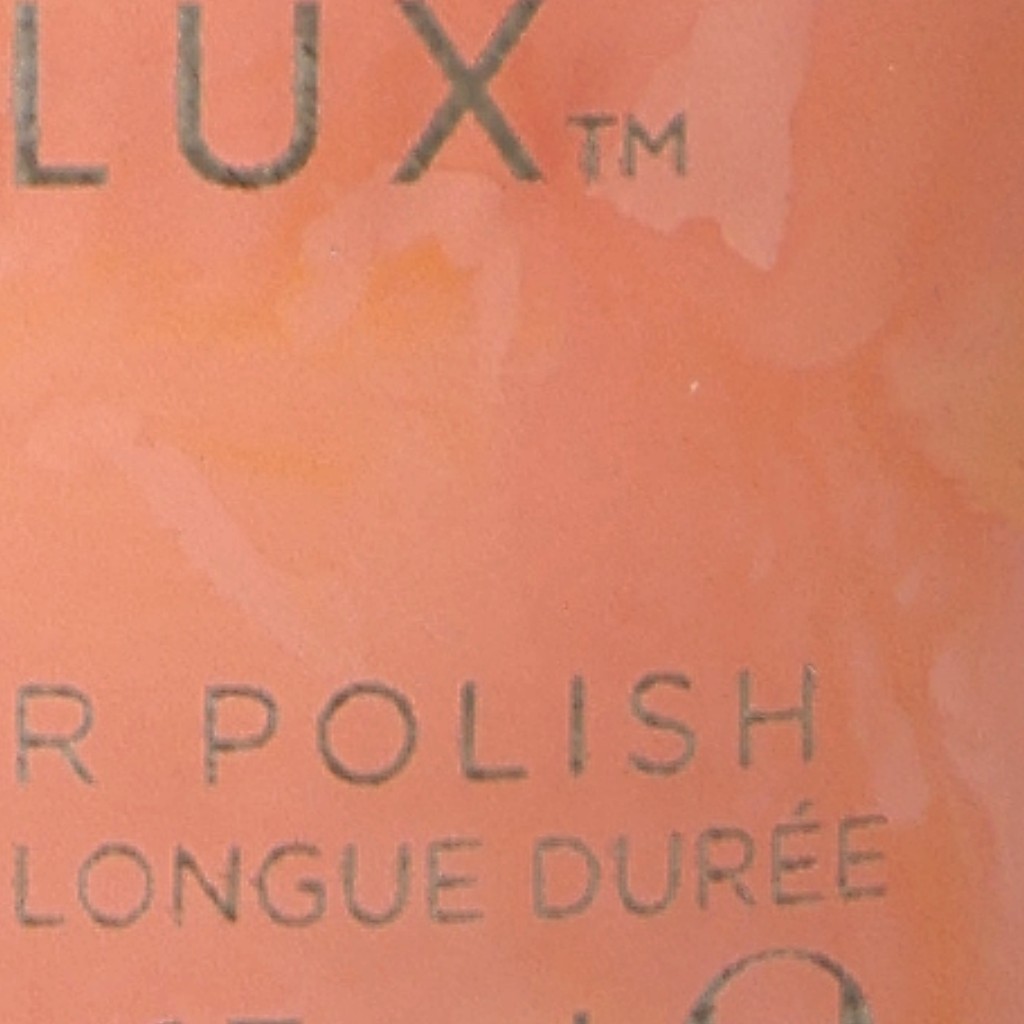 LUX™
R POLISH
LONGUE DURÉE